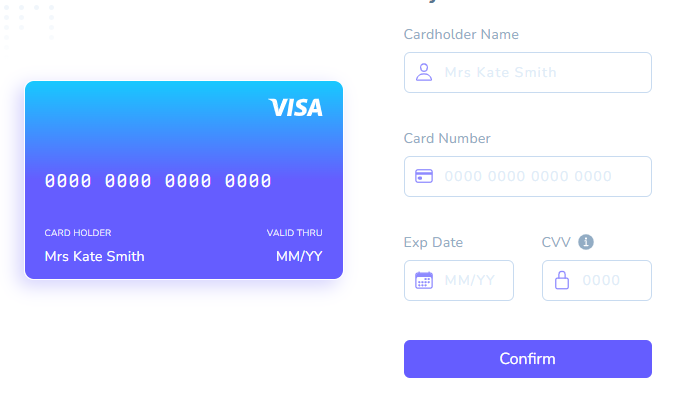 VISA
0000 0000 0000 0000
CARD HOLDER
VALID THRU
Mrs Kate Smith
MM/YY
Cardholder Name
Mrs Kate Smith
Card Number
0000 0000 0000 0000
Exp Date
CVV
MM/YY
0000
Confirm